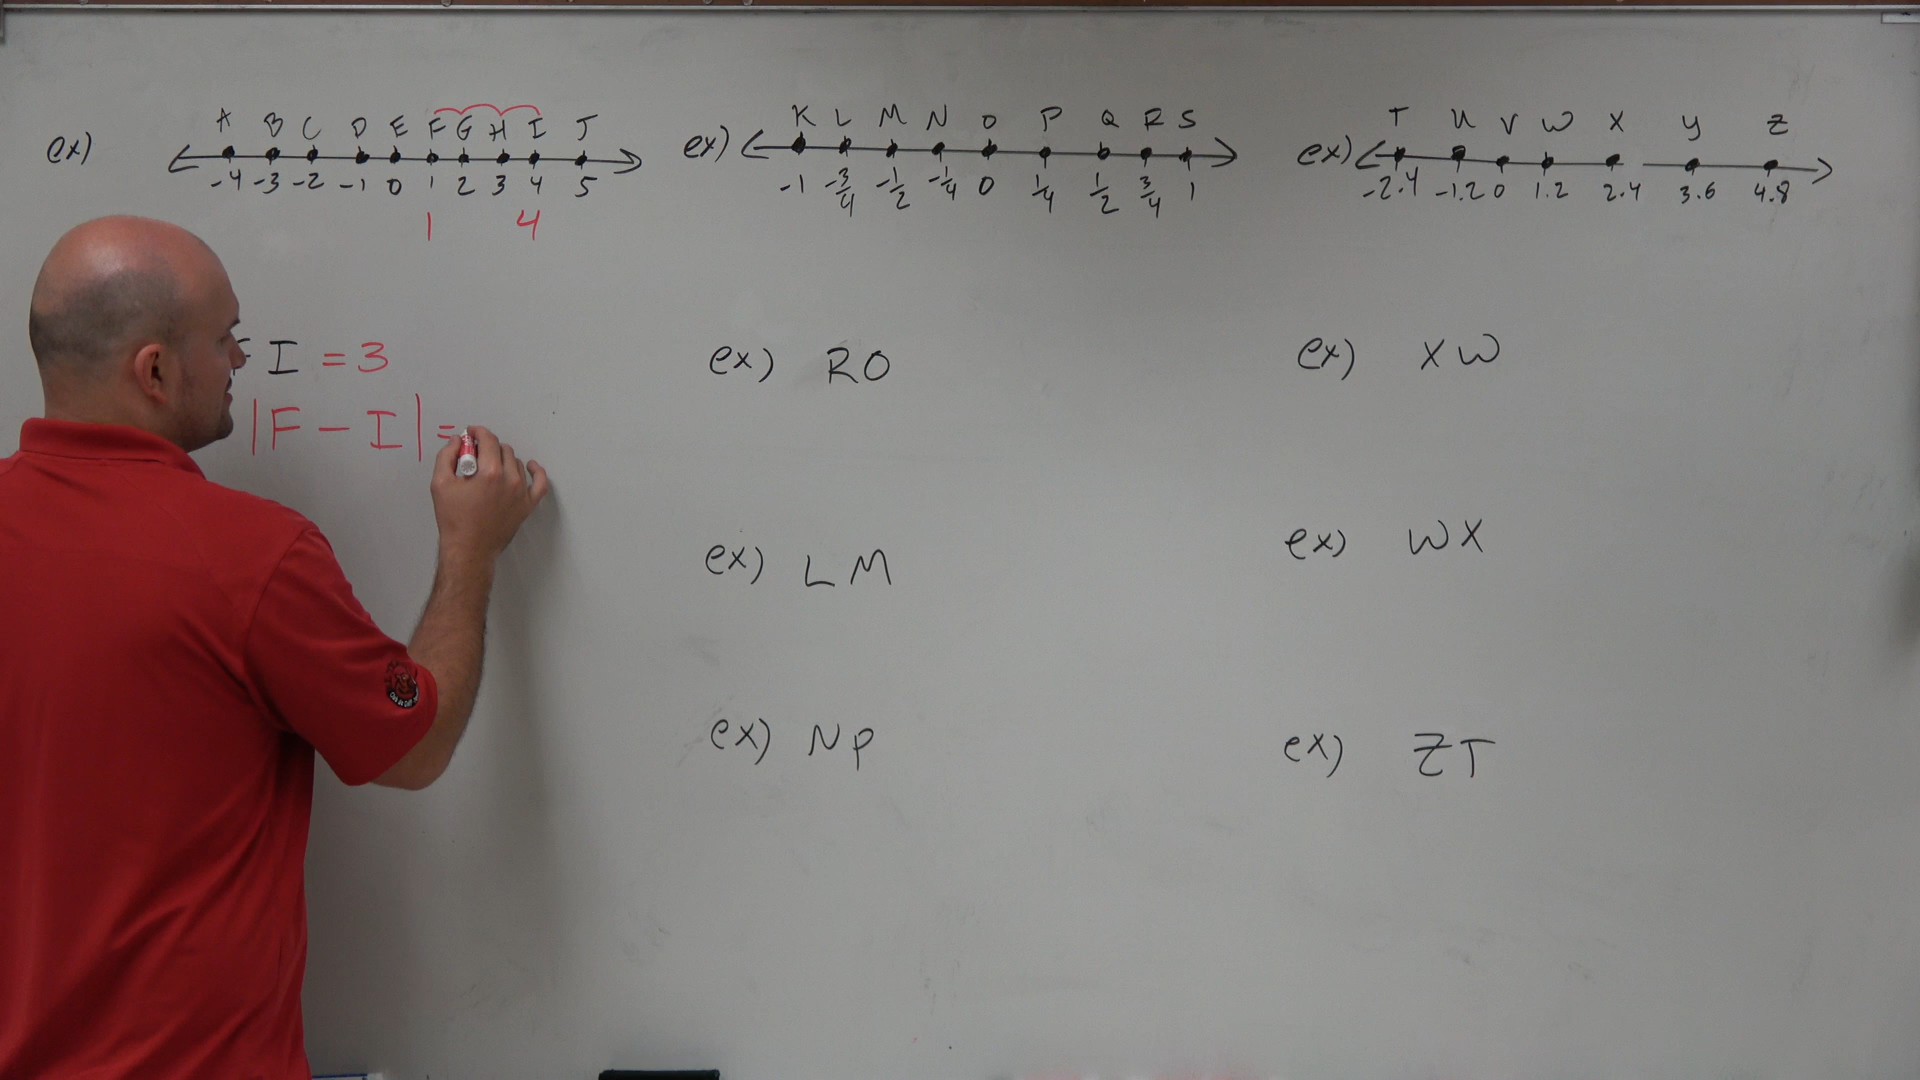 A B C D E F G H I J
ex)
-4 -3 -2 -1 0 1 2 3 4 5
1 4
K L M N O P Q R S
ex)
-1 -3/4 -1/2 -1/4 0 1/4 1/2 3/4 1
T U V W X Y Z
ex)
-2.4 -1.2 0 1.2 2.4 3.6 4.8
F I = 3
|F - I| =
ex) RO
ex) LM
ex) NP
ex) XW
ex) WX
ex) ZT